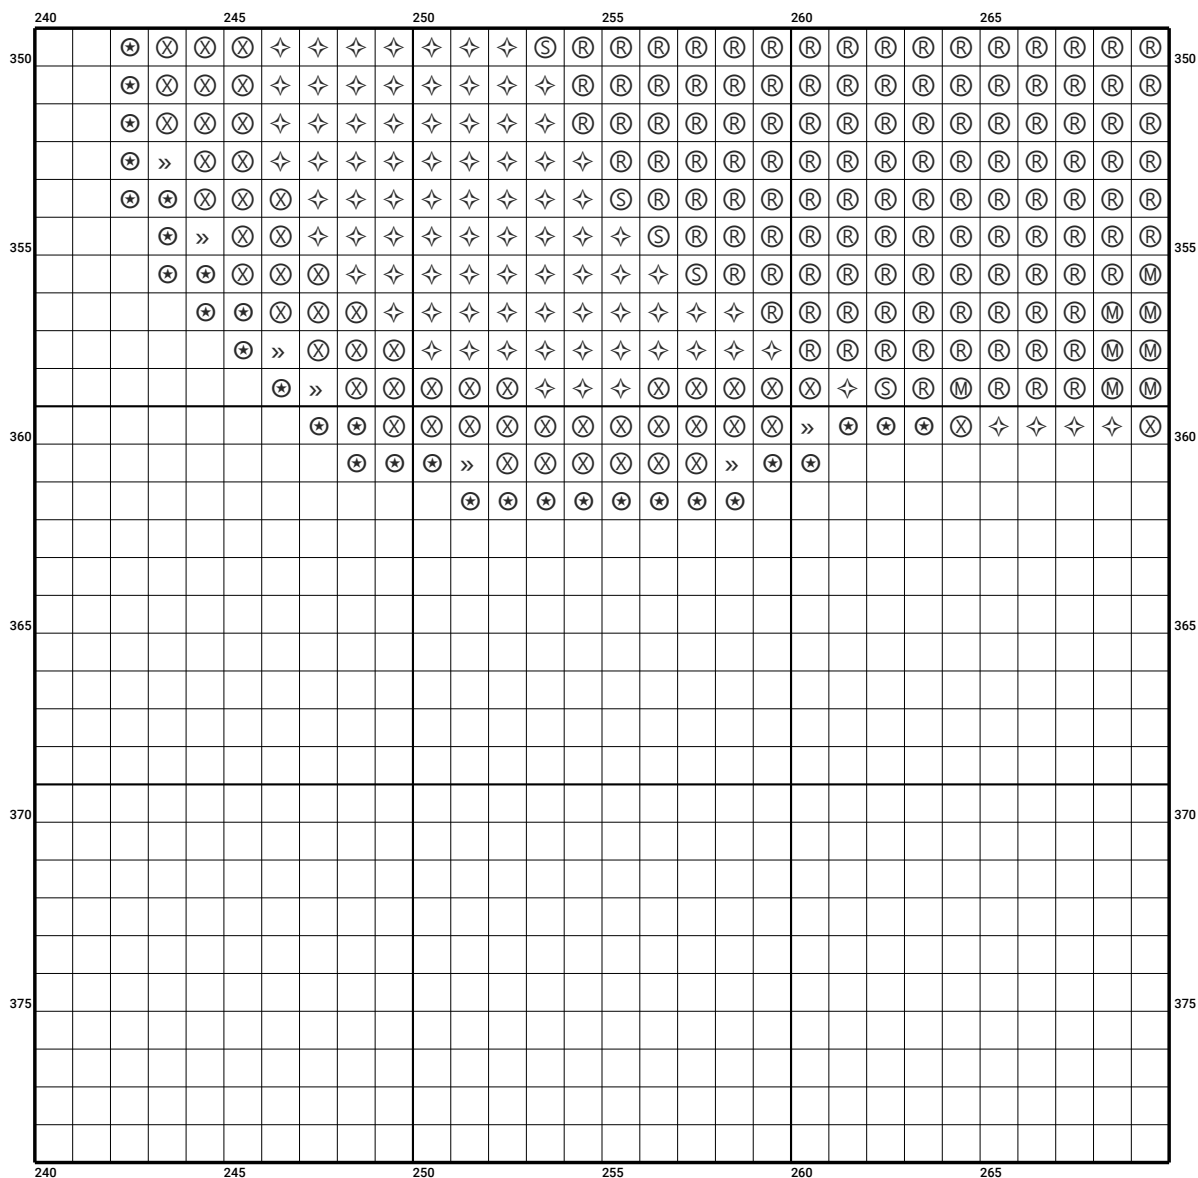 240 245 250 255 260 265
350 ✪ Ⓧ Ⓧ Ⓧ ✧ ✧ ✧ ✧ ✧ ✧ ✧ Ⓢ Ⓡ Ⓡ Ⓡ Ⓡ Ⓡ Ⓡ Ⓡ Ⓡ Ⓡ Ⓡ Ⓡ Ⓡ Ⓡ Ⓡ Ⓡ Ⓡ 350
✪ Ⓧ Ⓧ Ⓧ ✧ ✧ ✧ ✧ ✧ ✧ ✧ ✧ Ⓡ Ⓡ Ⓡ Ⓡ Ⓡ Ⓡ Ⓡ Ⓡ Ⓡ Ⓡ Ⓡ Ⓡ Ⓡ Ⓡ Ⓡ Ⓡ
✪ Ⓧ Ⓧ Ⓧ ✧ ✧ ✧ ✧ ✧ ✧ ✧ ✧ Ⓡ Ⓡ Ⓡ Ⓡ Ⓡ Ⓡ Ⓡ Ⓡ Ⓡ Ⓡ Ⓡ Ⓡ Ⓡ Ⓡ Ⓡ Ⓡ
✪ » Ⓧ Ⓧ ✧ ✧ ✧ ✧ ✧ ✧ ✧ ✧ ✧ Ⓡ Ⓡ Ⓡ Ⓡ Ⓡ Ⓡ Ⓡ Ⓡ Ⓡ Ⓡ Ⓡ Ⓡ Ⓡ Ⓡ Ⓡ
✪ ✪ Ⓧ Ⓧ Ⓧ ✧ ✧ ✧ ✧ ✧ ✧ ✧ ✧ Ⓢ Ⓡ Ⓡ Ⓡ Ⓡ Ⓡ Ⓡ Ⓡ Ⓡ Ⓡ Ⓡ Ⓡ Ⓡ Ⓡ Ⓡ
355 ✪ » Ⓧ Ⓧ ✧ ✧ ✧ ✧ ✧ ✧ ✧ ✧ ✧ Ⓢ Ⓡ Ⓡ Ⓡ Ⓡ Ⓡ Ⓡ Ⓡ Ⓡ Ⓡ Ⓡ Ⓡ Ⓡ Ⓡ 355
✪ ✪ Ⓧ Ⓧ Ⓧ ✧ ✧ ✧ ✧ ✧ ✧ ✧ ✧ ✧ Ⓢ Ⓡ Ⓡ Ⓡ Ⓡ Ⓡ Ⓡ Ⓡ Ⓡ Ⓡ Ⓡ Ⓡ Ⓜ
✪ ✪ Ⓧ Ⓧ Ⓧ ✧ ✧ ✧ ✧ ✧ ✧ ✧ ✧ ✧ ✧ Ⓡ Ⓡ Ⓡ Ⓡ Ⓡ Ⓡ Ⓡ Ⓡ Ⓡ Ⓜ Ⓜ
✪ » Ⓧ Ⓧ Ⓧ ✧ ✧ ✧ ✧ ✧ ✧ ✧ ✧ ✧ ✧ Ⓡ Ⓡ Ⓡ Ⓡ Ⓡ Ⓡ Ⓡ Ⓡ Ⓜ Ⓜ
✪ » Ⓧ Ⓧ Ⓧ Ⓧ Ⓧ ✧ ✧ ✧ Ⓧ Ⓧ Ⓧ Ⓧ Ⓧ ✧ Ⓢ Ⓡ Ⓜ Ⓡ Ⓡ Ⓡ Ⓜ Ⓜ
360 ✪ ✪ Ⓧ Ⓧ Ⓧ Ⓧ Ⓧ Ⓧ Ⓧ Ⓧ Ⓧ Ⓧ Ⓧ » ✪ ✪ ✪ Ⓧ ✧ ✧ ✧ ✧ Ⓧ 360
✪ ✪ ✪ » Ⓧ Ⓧ Ⓧ Ⓧ Ⓧ Ⓧ » ✪ ✪
✪ ✪ ✪ ✪ ✪ ✪ ✪ ✪
365 365
370 370
375 375
240 245 250 255 260 265